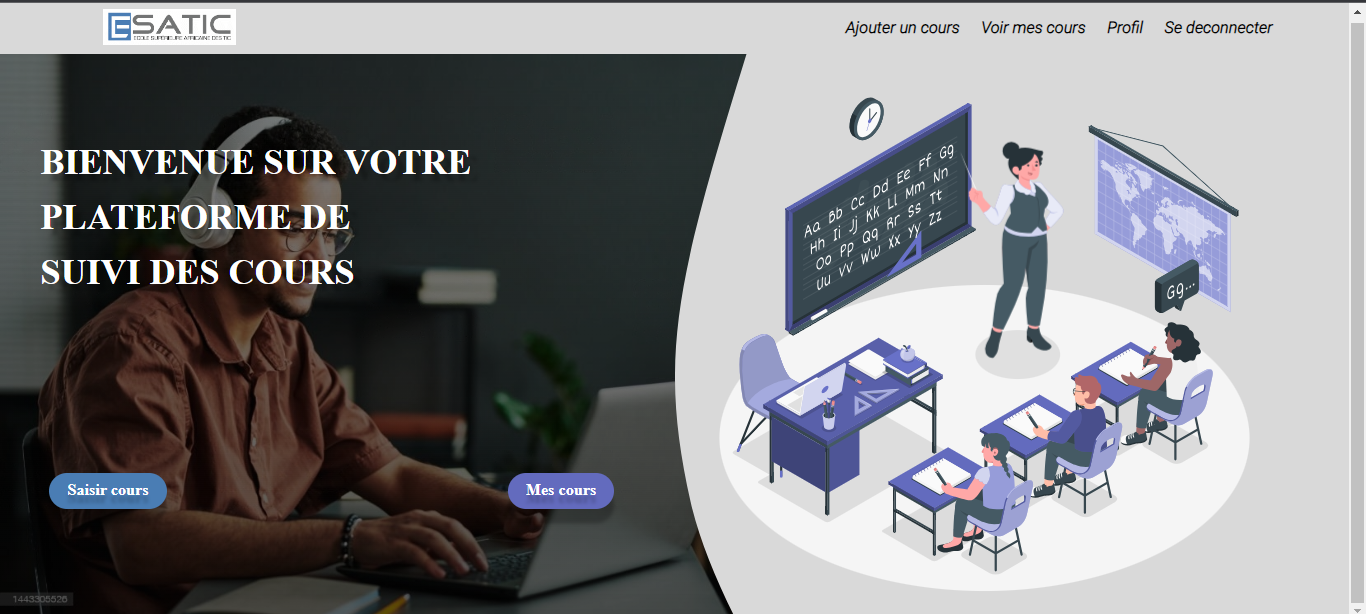 ESATIC
ECOLE SUPERIEURE AFRICAINE DES TIC
Ajouter un cours Voir mes cours Profil Se deconnecter
BIENVENUE SUR VOTRE
PLATEFORME DE
SUIVI DES COURS
Saisir cours
Mes cours
Aa Bb Cc Dd Ee Ff Gg
Hh Ii Jj Kk Ll Mm Nn
Oo Pp Qq Rr Ss Tt
Uu Vv Ww Xx Yy Zz
Gg...
1443305526